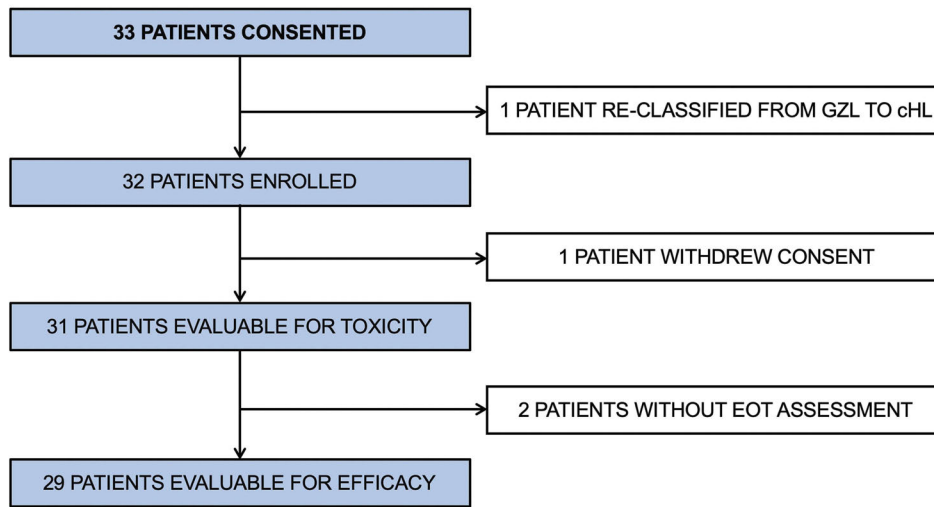 33 PATIENTS CONSENTED
1 PATIENT RE-CLASSIFIED FROM GZL TO cHL
32 PATIENTS ENROLLED
1 PATIENT WITHDREW CONSENT
31 PATIENTS EVALUABLE FOR TOXICITY
2 PATIENTS WITHOUT EOT ASSESSMENT
29 PATIENTS EVALUABLE FOR EFFICACY